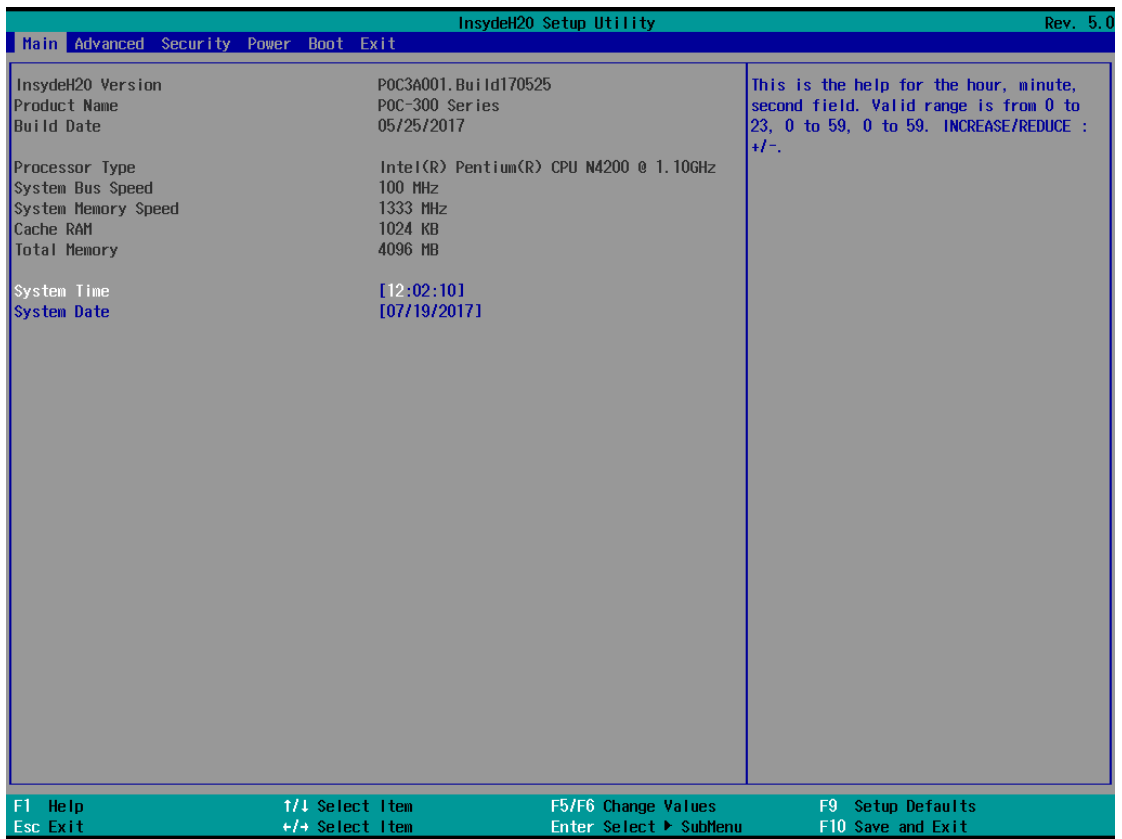 InsydeH2O Setup Utility Rev. 5.0
Main Advanced Security Power Boot Exit
InsydeH2O Version POC3A001.Build170525
Product Name POC-300 Series
Build Date 05/25/2017
Processor Type Intel(R) Pentium(R) CPU N4200 @ 1.10GHz
System Bus Speed 100 MHz
System Memory Speed 1333 MHz
Cache RAM 1024 KB
Total Memory 4096 MB
System Time [12:02:10]
System Date [07/19/2017]
This is the help for the hour, minute,
second field. Valid range is from 0 to
23, 0 to 59, 0 to 59. INCREASE/REDUCE :
+/-.
F1 Help ↑/↓ Select Item F5/F6 Change Values F9 Setup Defaults
Esc Exit ←/→ Select Item Enter Select ▶ SubMenu F10 Save and Exit